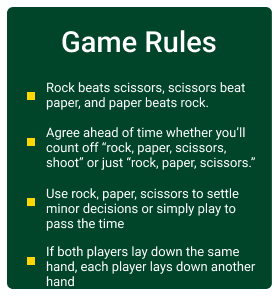 Game Rules
Rock beats scissors, scissors beat
paper, and paper beats rock.
Agree ahead of time whether you’ll
count off “rock, paper, scissors,
shoot” or just “rock, paper, scissors.”
Use rock, paper, scissors to settle
minor decisions or simply play to
pass the time
If both players lay down the same
hand, each player lays down another
hand